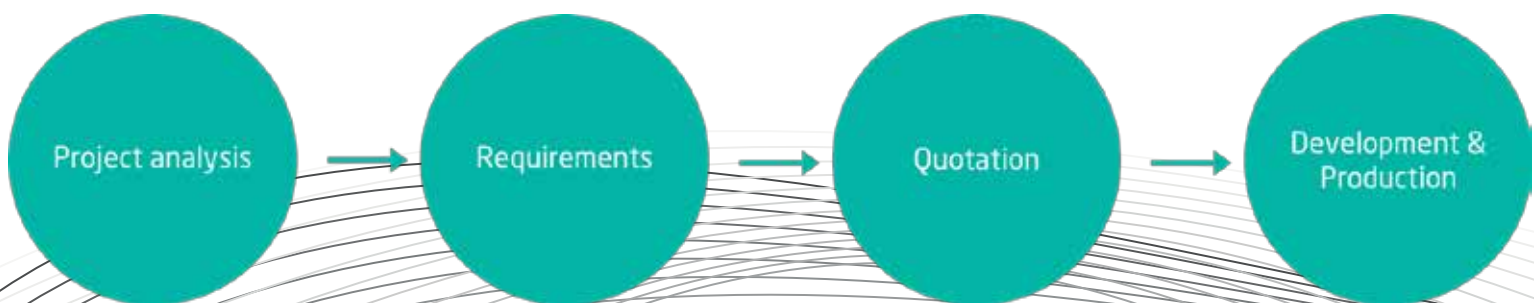 Project analysis
Requirements
Quotation
Development &
Production